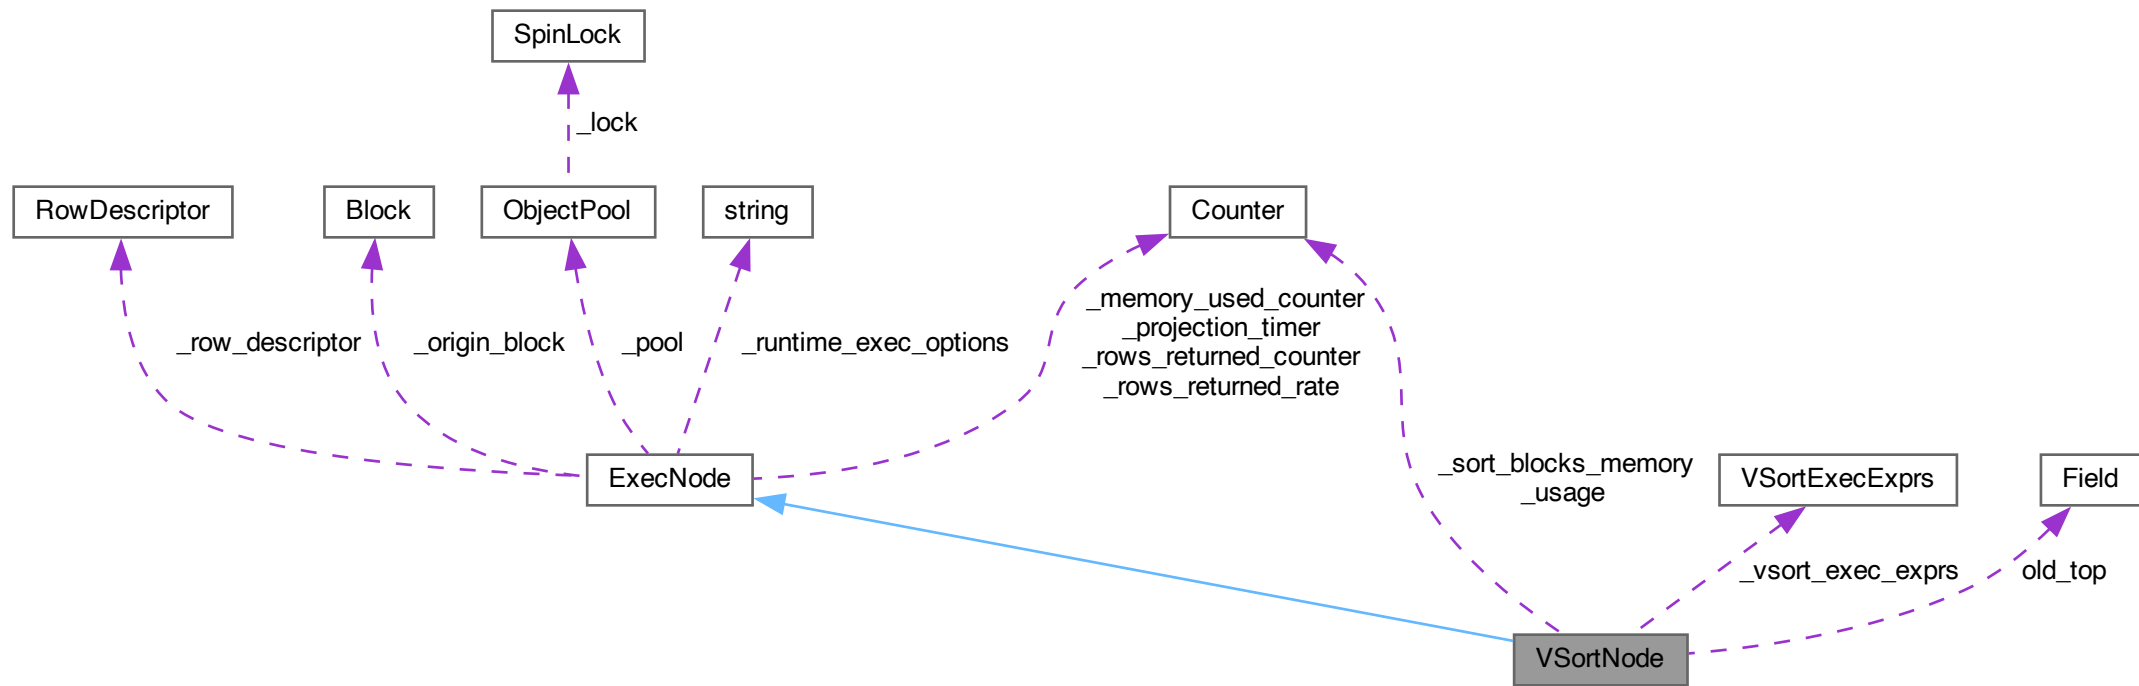 SpinLock
_lock
RowDescriptor
Block
ObjectPool
string
Counter
_row_descriptor
_origin_block
_pool
_runtime_exec_options
_memory_used_counter
_projection_timer
_rows_returned_counter
_rows_returned_rate
ExecNode
_sort_blocks_memory
_usage
VSortExecExprs
Field
_vsort_exec_exprs
old_top
VSortNode